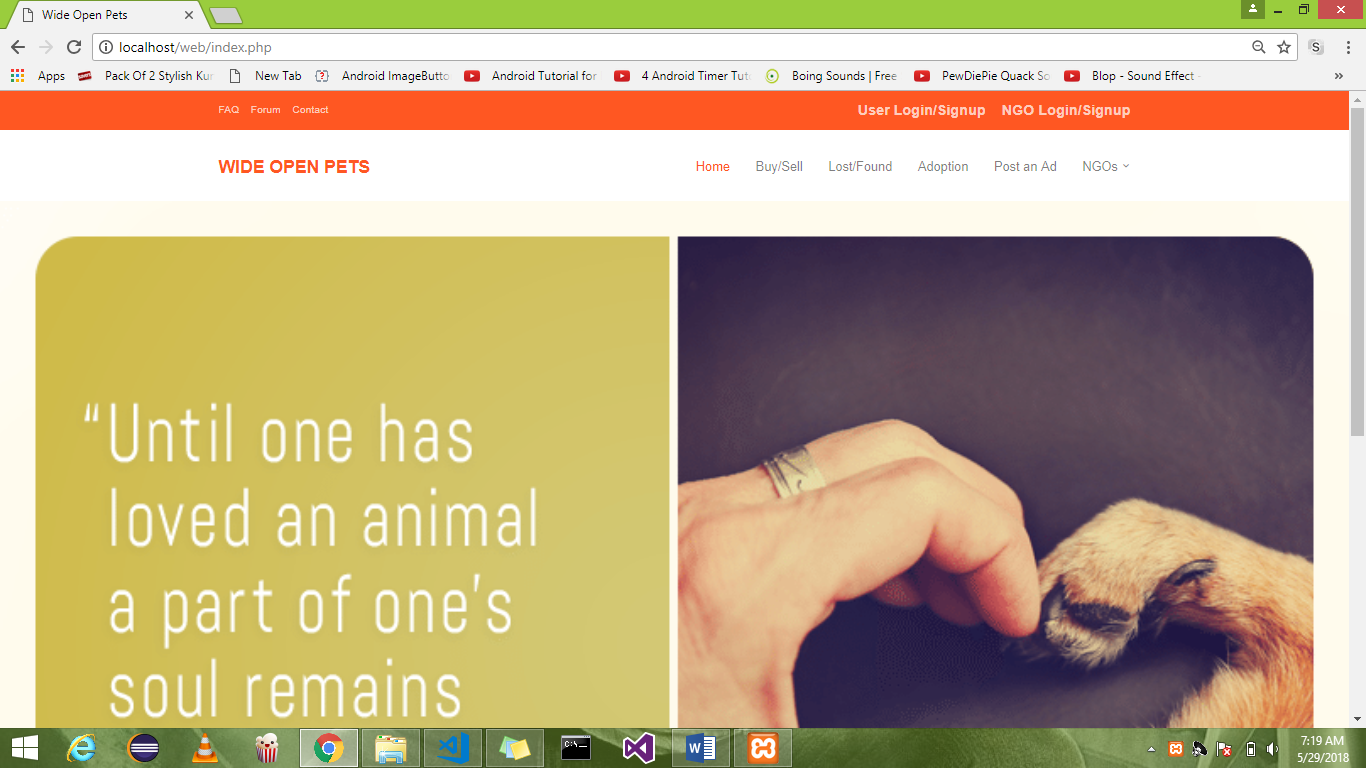 Wide Open Pets
localhost/web/index.php
S
Apps Pack Of 2 Stylish Kur New Tab Android ImageButto Android Tutorial for 4 Android Timer Tut Boing Sounds | Free PewDiePie Quack So Blop - Sound Effect - »
FAQ Forum Contact User Login/Signup NGO Login/Signup
WIDE OPEN PETS Home Buy/Sell Lost/Found Adoption Post an Ad NGOs
“Until one has
loved an animal
a part of one's
soul remains
7:19 AM
5/29/2018